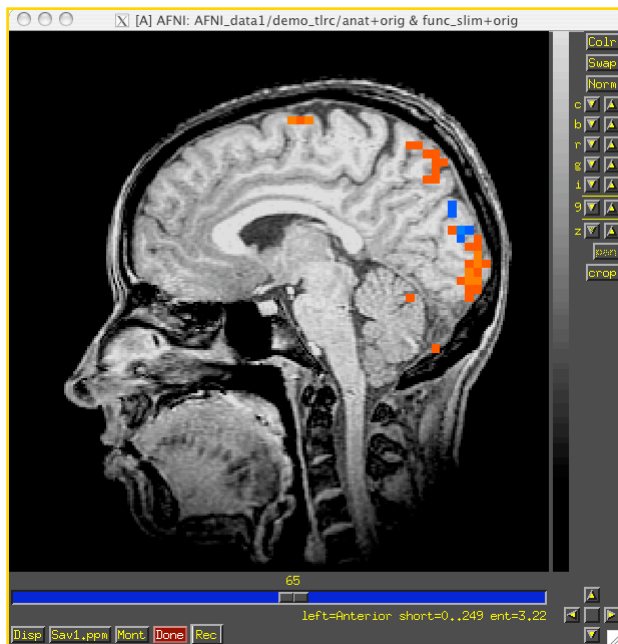 X [A] AFNI: AFNI_data1/demo_tlrc/anat+orig & func_slim+orig
Colr
Swap
Norm
c
b
r
g
i
9
z
pan
crop
65
left=Anterior short=0..249 ent=3.22
Disp Sav1.ppm Mont Done Rec